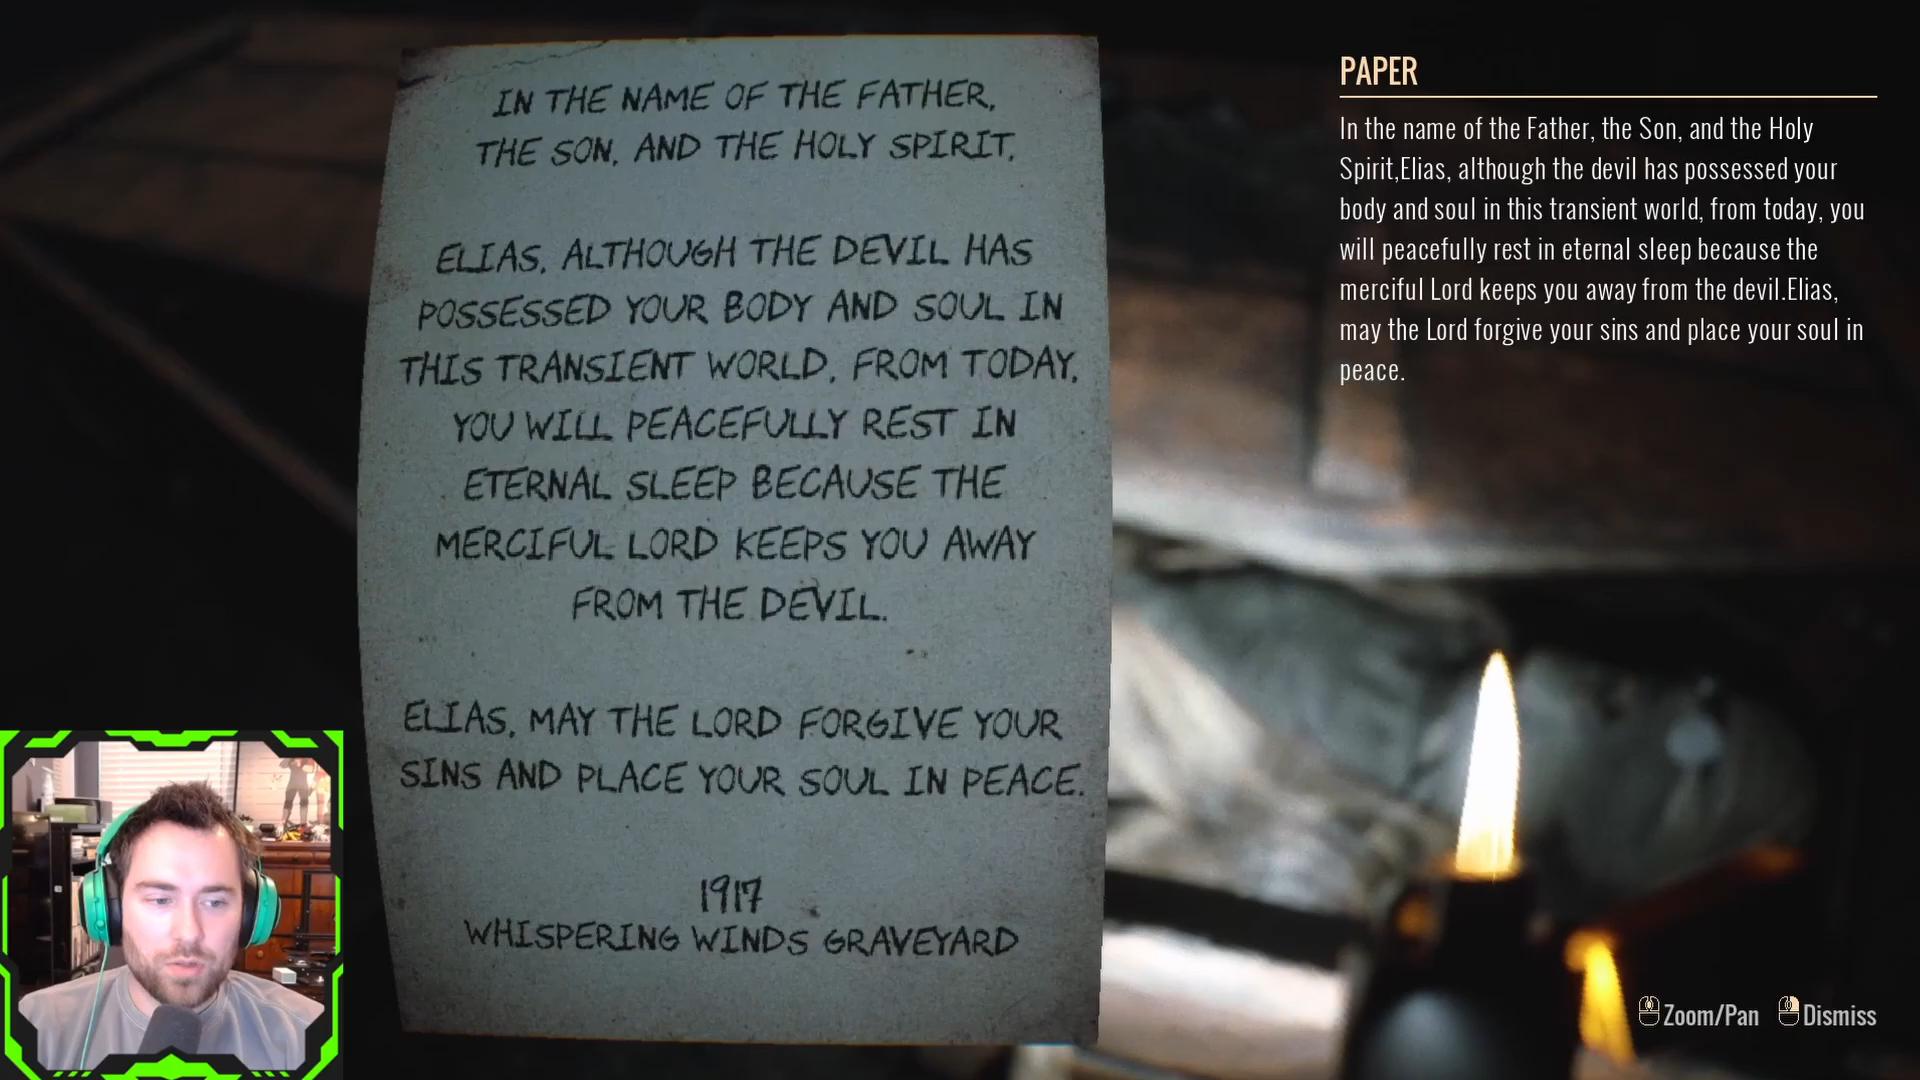 IN THE NAME OF THE FATHER,
THE SON, AND THE HOLY SPIRIT,
ELIAS, ALTHOUGH THE DEVIL HAS
POSSESSED YOUR BODY AND SOUL IN
THIS TRANSIENT WORLD, FROM TODAY,
YOU WILL PEACEFULLY REST IN
ETERNAL SLEEP BECAUSE THE
MERCIFUL LORD KEEPS YOU AWAY
FROM THE DEVIL.
ELIAS, MAY THE LORD FORGIVE YOUR
SINS AND PLACE YOUR SOUL IN PEACE.
1917
WHISPERING WINDS GRAVEYARD
PAPER
In the name of the Father, the Son, and the Holy
Spirit,Elias, although the devil has possessed your
body and soul in this transient world, from today, you
will peacefully rest in eternal sleep because the
merciful Lord keeps you away from the devil.Elias,
may the Lord forgive your sins and place your soul in
peace.
Zoom/Pan Dismiss